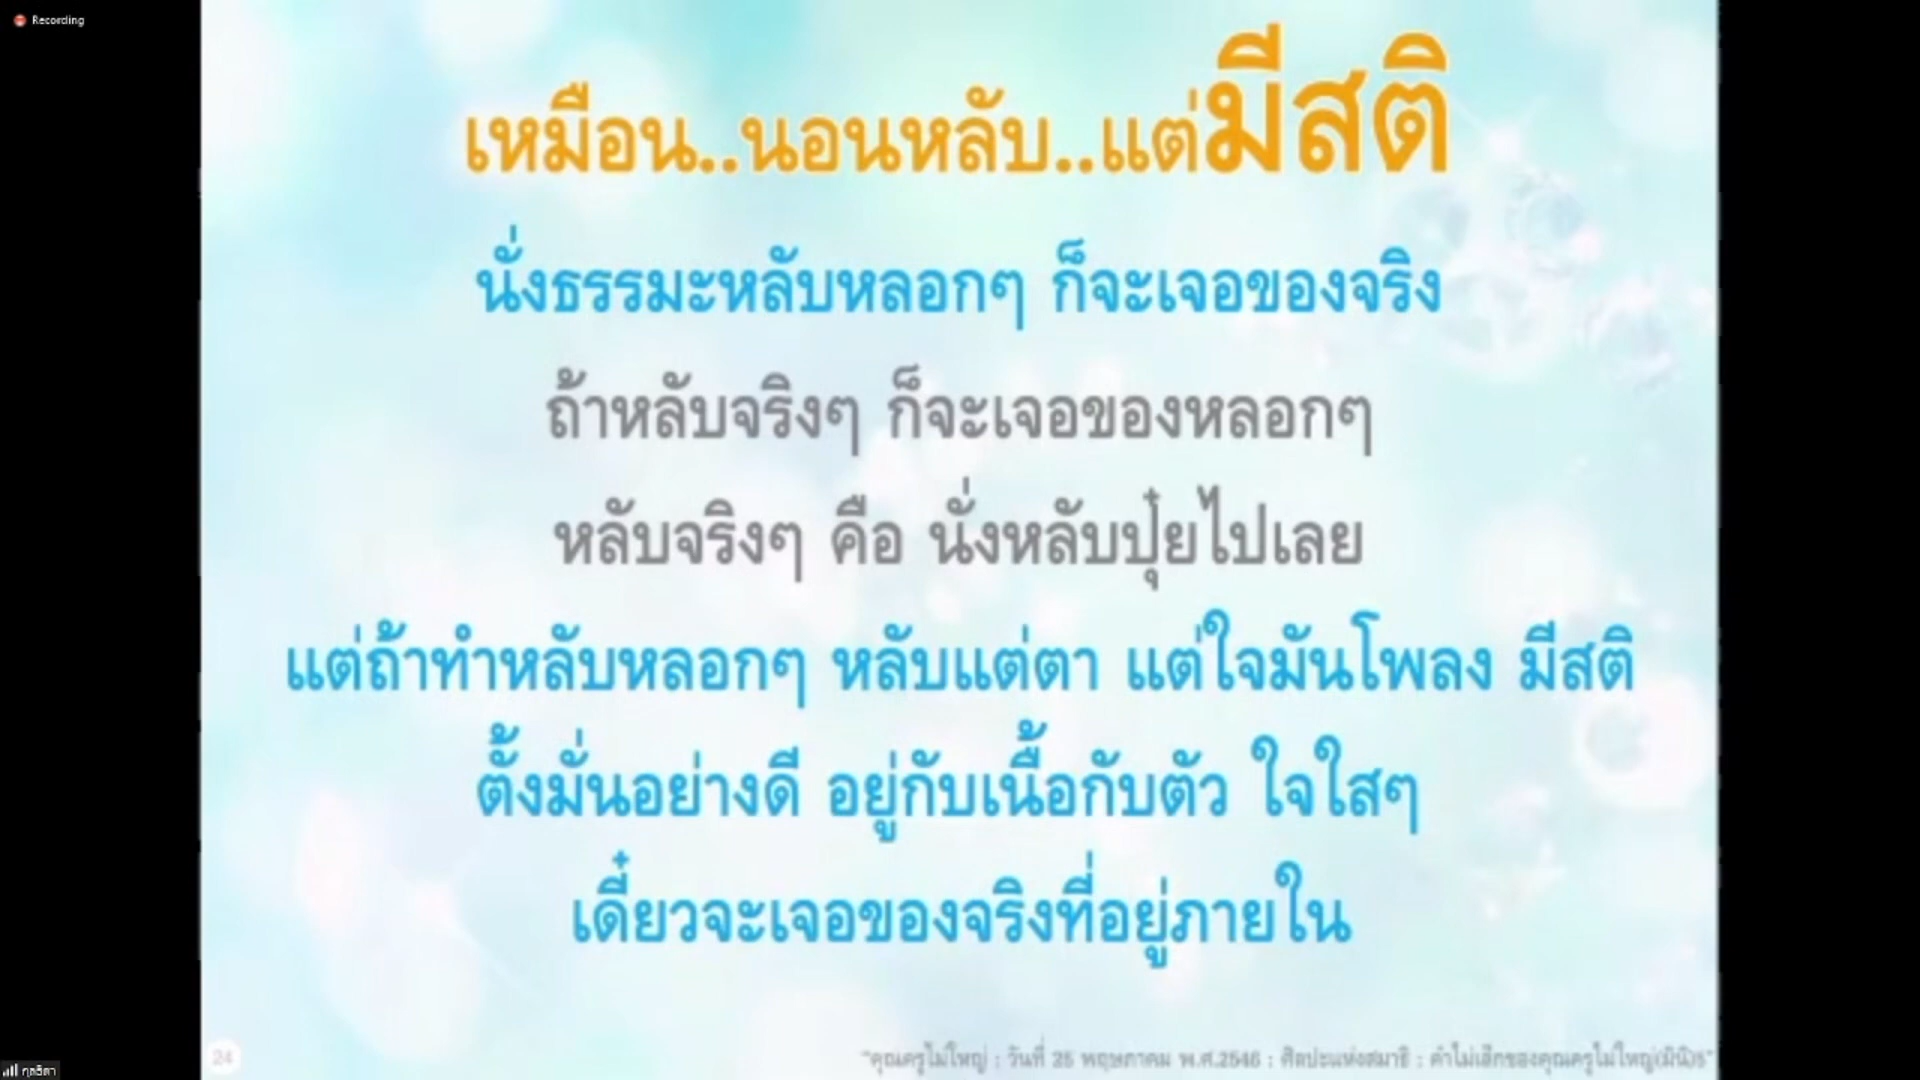 Recording
เหมือน..นอนหลับ..แต่มีสติ
นั่งธรรมะหลับหลอกๆ ก็จะเจอของจริง
ถ้าหลับจริงๆ ก็จะเจอของหลอกๆ
หลับจริงๆ คือ นั่งหลับปุ๋ยไปเลย
แต่ถ้าทำหลับหลอกๆ หลับแต่ตา แต่ใจมันโพลง มีสติ
ตั้งมั่นอย่างดี อยู่กับเนื้อกับตัว ใจใสๆ
เดี๋ยวจะเจอของจริงที่อยู่ภายใน
24
"คุณครูไม่ใหญ่ : วันที่ 25 พฤษภาคม พ.ศ.2546 : ศิลปะแห่งสมาธิ : คำไม่เล็กของคุณครูไม่ใหญ่(มินิ)5"